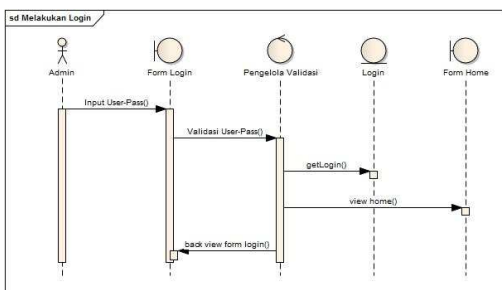 sd Melakukan Login
Admin
Form Login
Pengelola Validasi
Login
Form Home
Input User-Pass()
Validasi User-Pass()
getLogin()
view home()
back view form login()